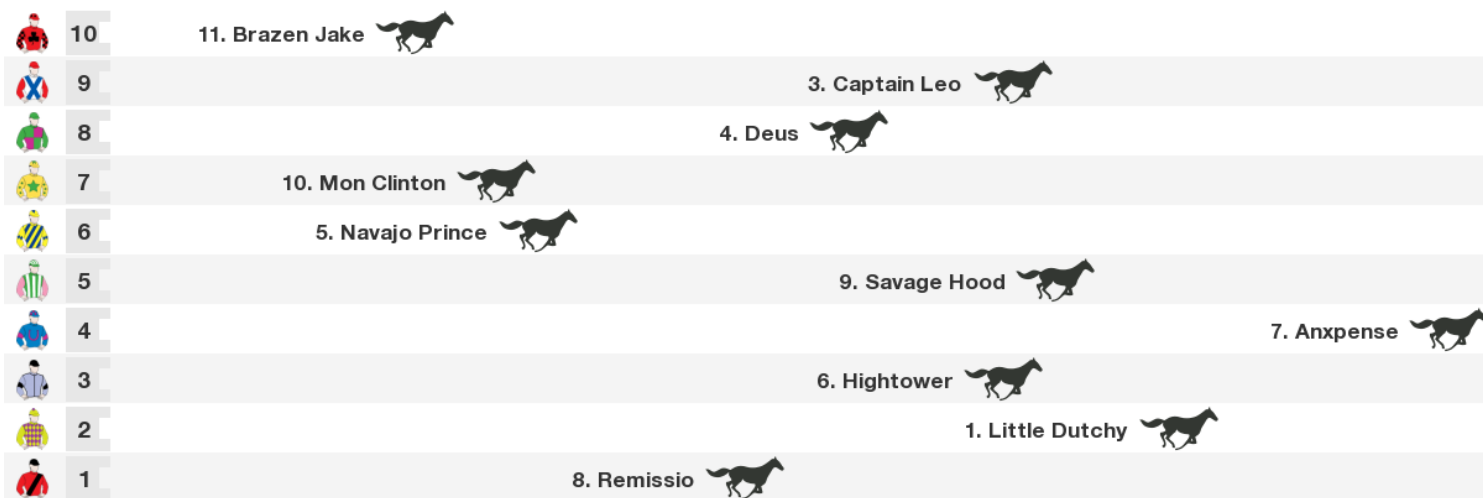 10 11. Brazen Jake
9 3. Captain Leo
8 4. Deus
7 10. Mon Clinton
6 5. Navajo Prince
5 9. Savage Hood
4 7. Anxpense
3 6. Hightower
2 1. Little Dutchy
1 8. Remissio